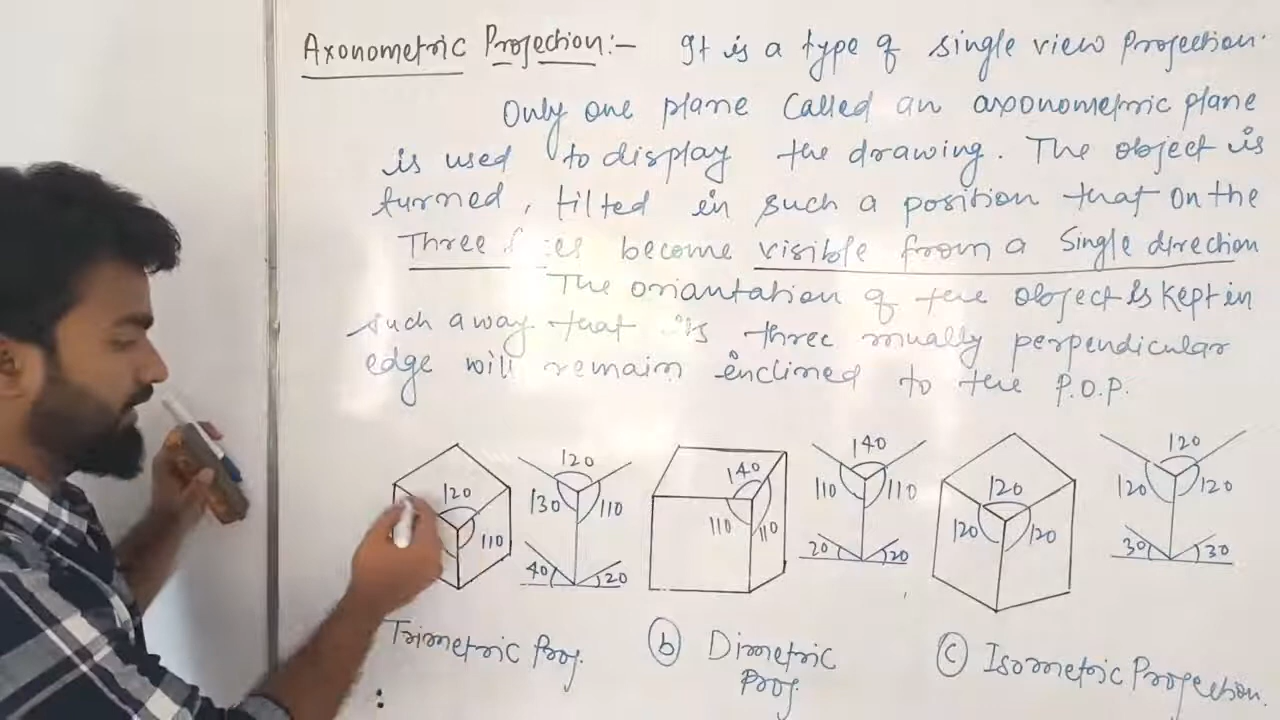 Axonometric Projection:- It is a type of single view Projection.
Only one plane Called an axonometric plane
is used to display the drawing. The object is
turned, tilted in such a position that on the
Three become visible from a Single direction
The oriantation of the object is kept in
such a way that three mually perpendicular
edge will remain enclined to the P.O.P.
120 120 140 140 120 120
130 110 110 110 110 110 110 120 120 120 120
40 20 20 20 30 30
Trimetric Proj. (b) Dimetric (c) Isometric Projection.
Proj.